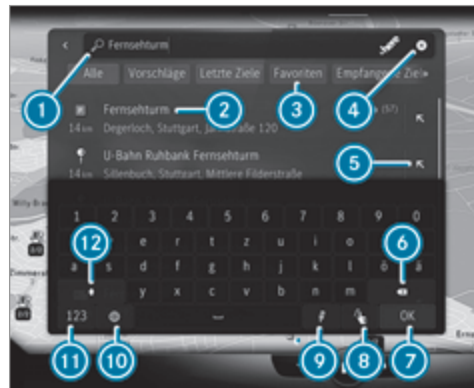 Fernsehturm
Alle Vorschläge Letzte Ziele Favoriten Empfangene Ziel
Fernsehturm (57)
14 km Degerloch, Stuttgart, 120
U-Bahn Ruhbank Fernsehturm
14 km Sillenbuch, Stuttgart, Mittlere Filderstraße
1 2 3 4 5 6 7 8 9 0
e r t z u i o
a s d f g h j k l ö ä
y x c v b n m
123 OK
1
2
3
4
5
6
7
8
9
10
11
12